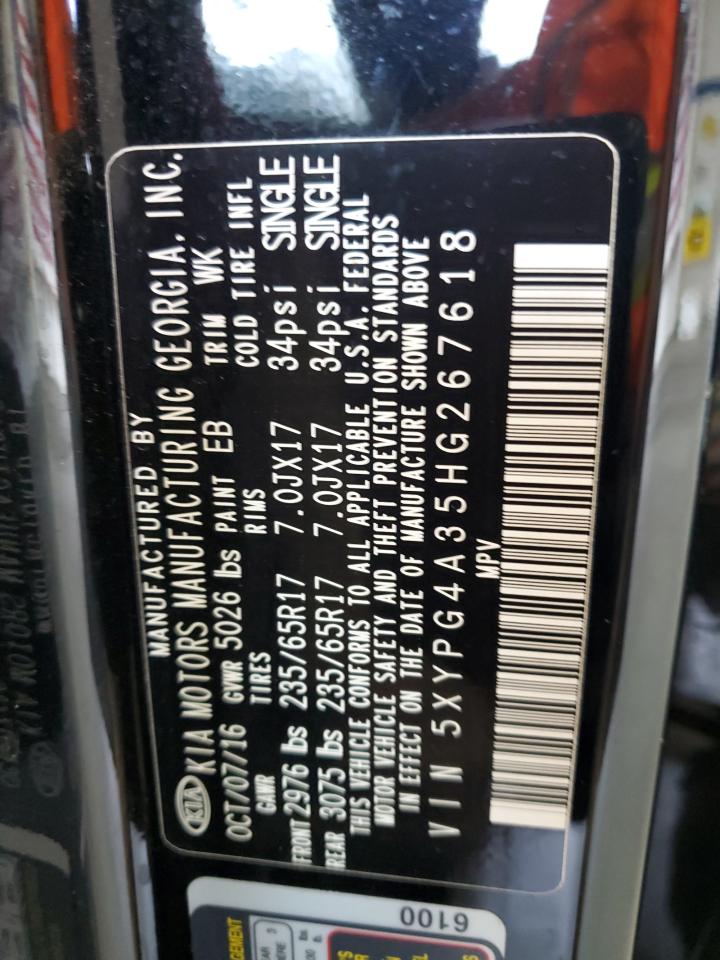 MANUFACTURED BY
KIA KIA MOTORS MANUFACTURING GEORGIA, INC.
OCT/07/16 GVWR 5026 lbs PAINT EB TRIM WK
GAWR TIRES RIMS COLD TIRE INFL
FRONT 2976 lbs 235/65R17 7.0JX17 34psi SINGLE
REAR 3075 lbs 235/65R17 7.0JX17 34psi SINGLE
THIS VEHICLE CONFORMS TO ALL APPLICABLE U.S.A. FEDERAL
MOTOR VEHICLE SAFETY AND THEFT PREVENTION STANDARDS
IN EFFECT ON THE DATE OF MANUFACTURE SHOWN ABOVE
VIN 5XYPG4A35HG267618
MPV
6100